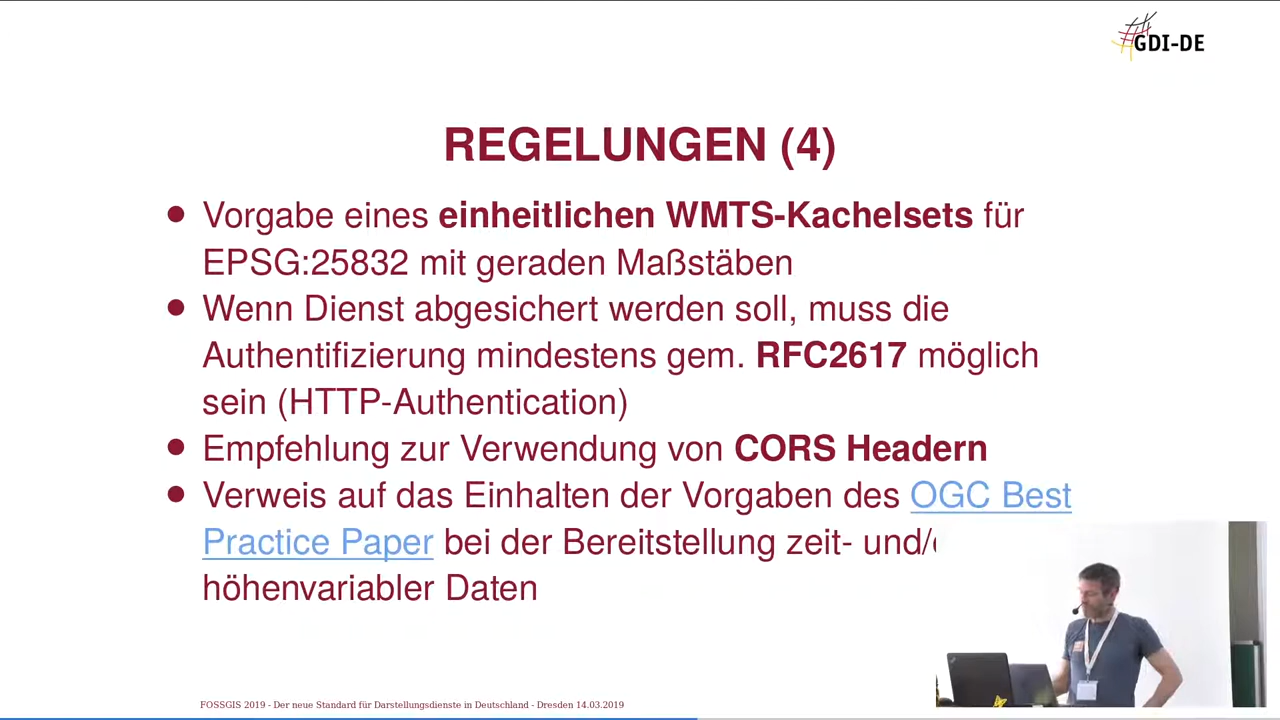 GDI-DE
REGELUNGEN (4)
Vorgabe eines einheitlichen WMTS-Kachelsets für
EPSG:25832 mit geraden Maßstäben
Wenn Dienst abgesichert werden soll, muss die
Authentifizierung mindestens gem. RFC2617 möglich
sein (HTTP-Authentication)
Empfehlung zur Verwendung von CORS Headern
Verweis auf das Einhalten der Vorgaben des OGC Best
Practice Paper bei der Bereitstellung zeit- und/
höhenvariabler Daten
FOSSGIS 2019 - Der neue Standard für Darstellungsdienste in Deutschland - Dresden 14.03.2019